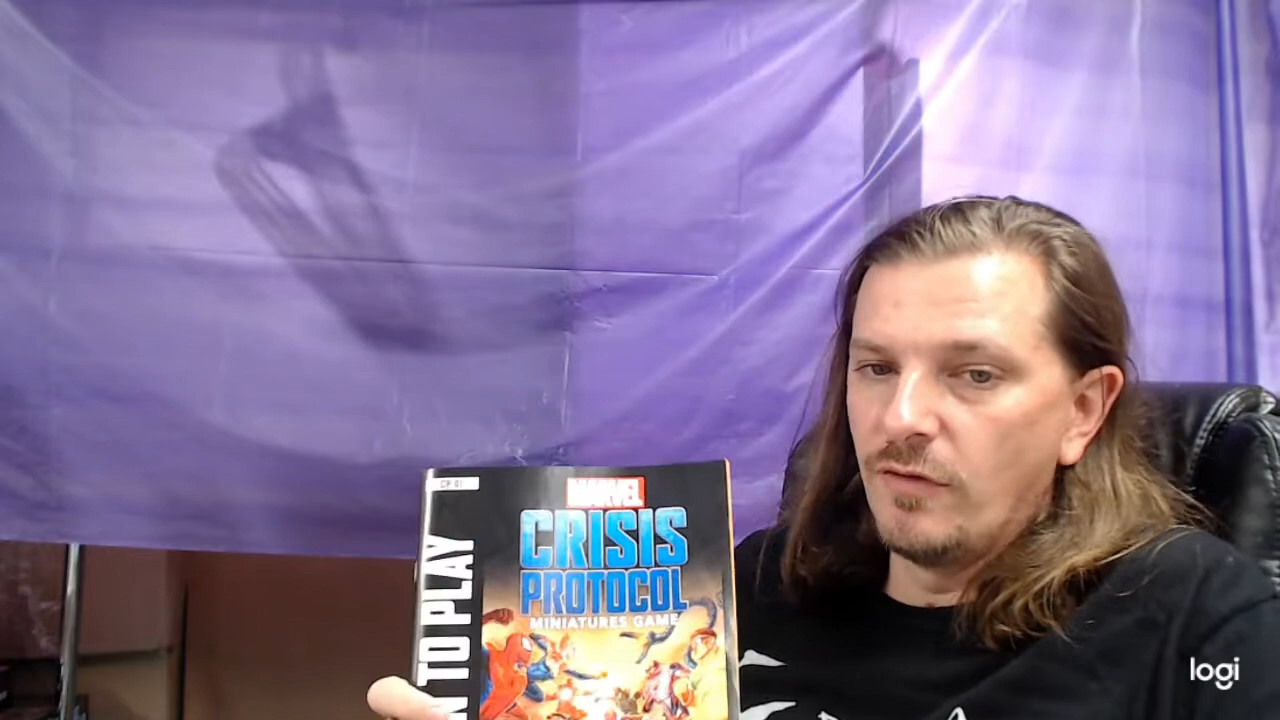 CP 01
MARVEL
CRISIS
PROTOCOL
MINIATURES GAME
TO PLAY
logi